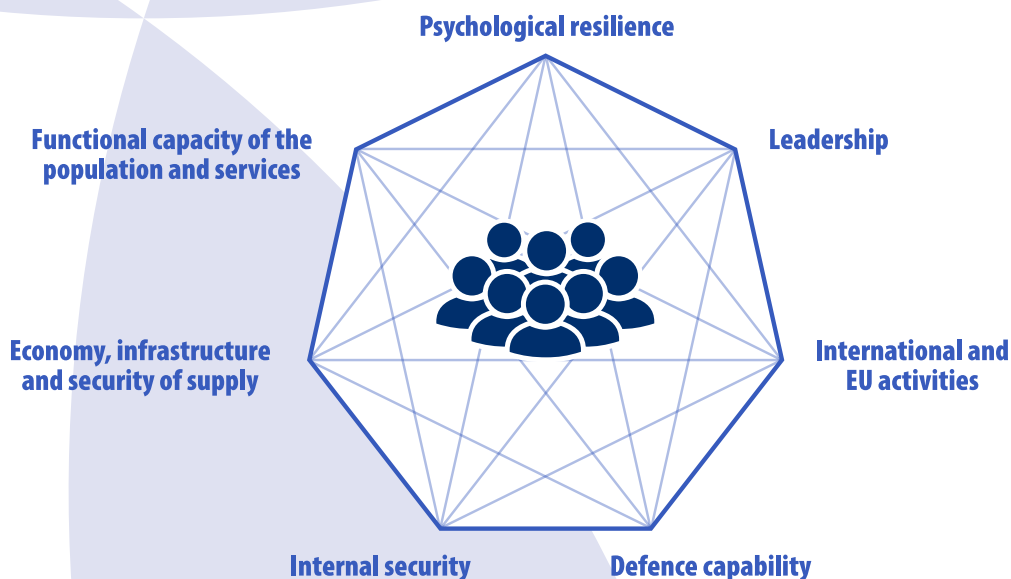 Psychological resilience
Functional capacity of the
population and services
Leadership
Economy, infrastructure
and security of supply
International and
EU activities
Internal security
Defence capability